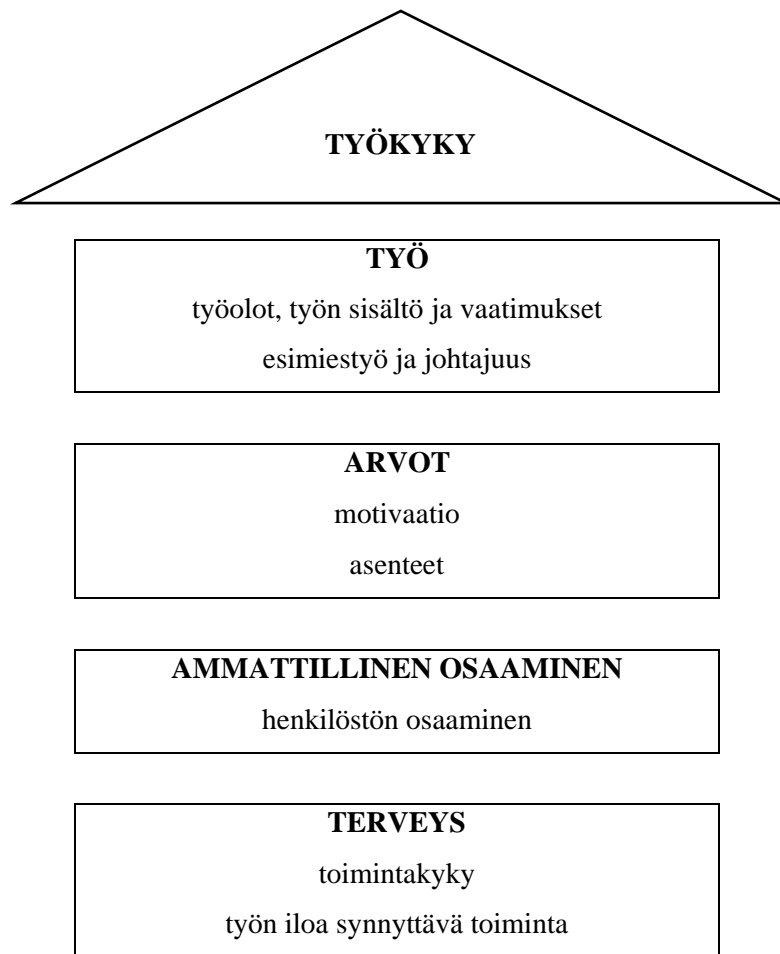 TYÖKYKY
TYÖ
työolot, työn sisältö ja vaatimukset
esimiestyö ja johtajuus
ARVOT
motivaatio
asenteet
AMMATTILLINEN OSAAMINEN
henkilöstön osaaminen
TERVEYS
toimintakyky
työn iloa synnyttävä toiminta